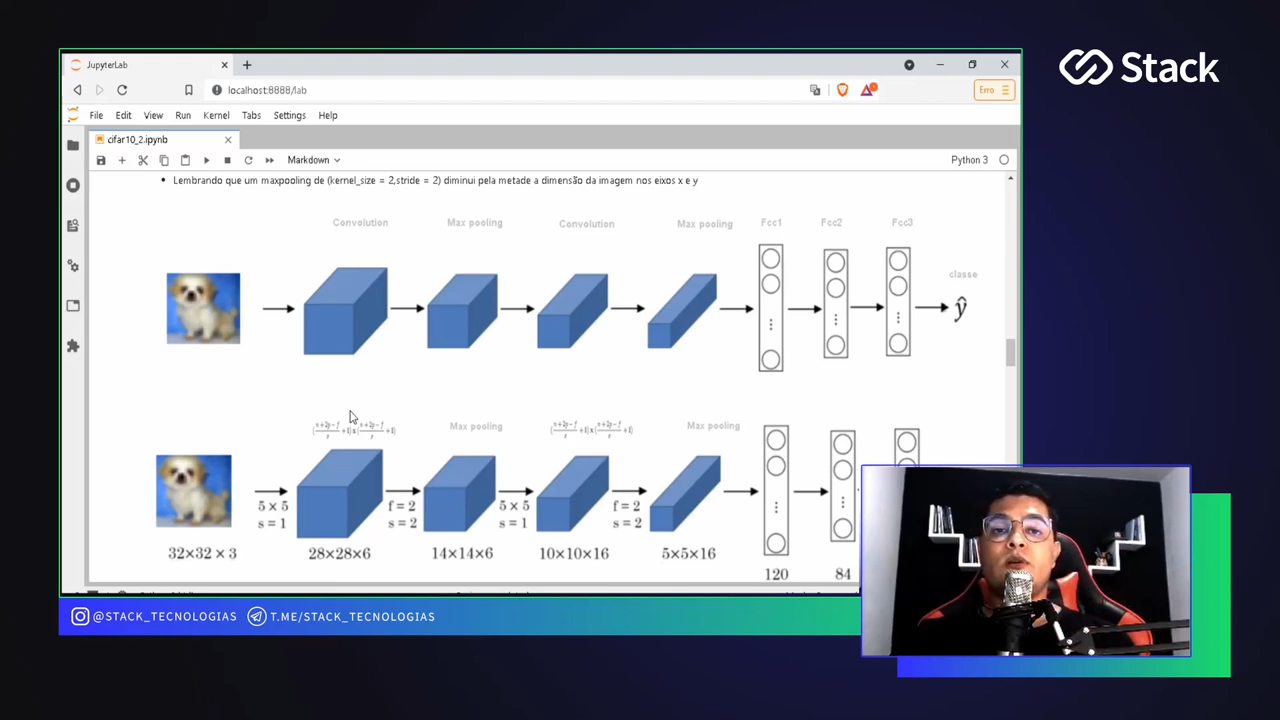 Stack
JupyterLab
localhost:8888/lab
Erro
File Edit View Run Kernel Tabs Settings Help
cifar10_2.ipynb
Markdown
Python 3
Lembrando que um maxpooling de (kernel_size = 2,stride = 2) diminui pela metade a dimensão da imagem nos eixos x e y
Convolution Max pooling Convolution Max pooling Fcc1 Fcc2 Fcc3
classe
ŷ
Max pooling Max pooling
5 × 5 f = 2 5 × 5 f = 2
s = 1 s = 2 s = 1 s = 2
32×32 × 3 28×28×6 14×14×6 10×10×16 5×5×16
120 84
@STACK_TECNOLOGIAS T.ME/STACK_TECNOLOGIAS